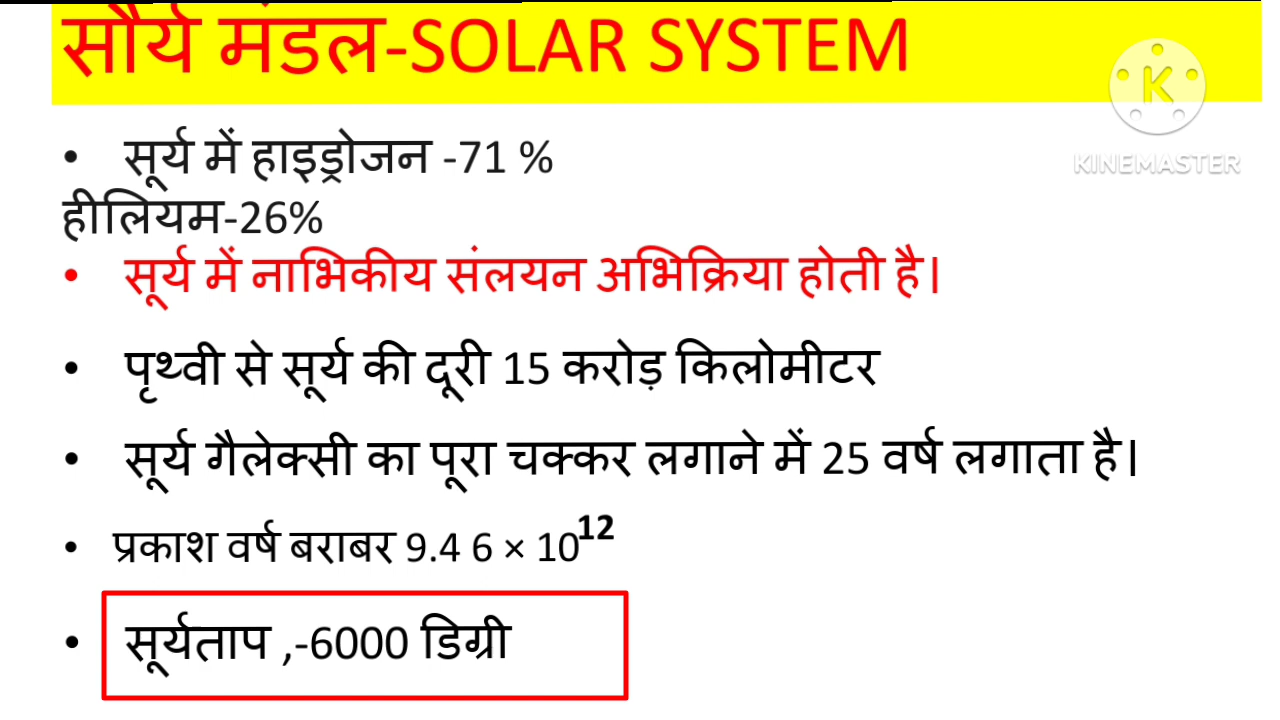 सौर्य मंडल-SOLAR SYSTEM
K
KINEMASTER
• सूर्य में हाइड्रोजन -71 %
हीलियम-26%
• सूर्य में नाभिकीय संलयन अभिक्रिया होती है।
• पृथ्वी से सूर्य की दूरी 15 करोड़ किलोमीटर
• सूर्य गैलेक्सी का पूरा चक्कर लगाने में 25 वर्ष लगाता है।
• प्रकाश वर्ष बराबर 9.4 6 × 10¹²
• सूर्यताप ,-6000 डिग्री